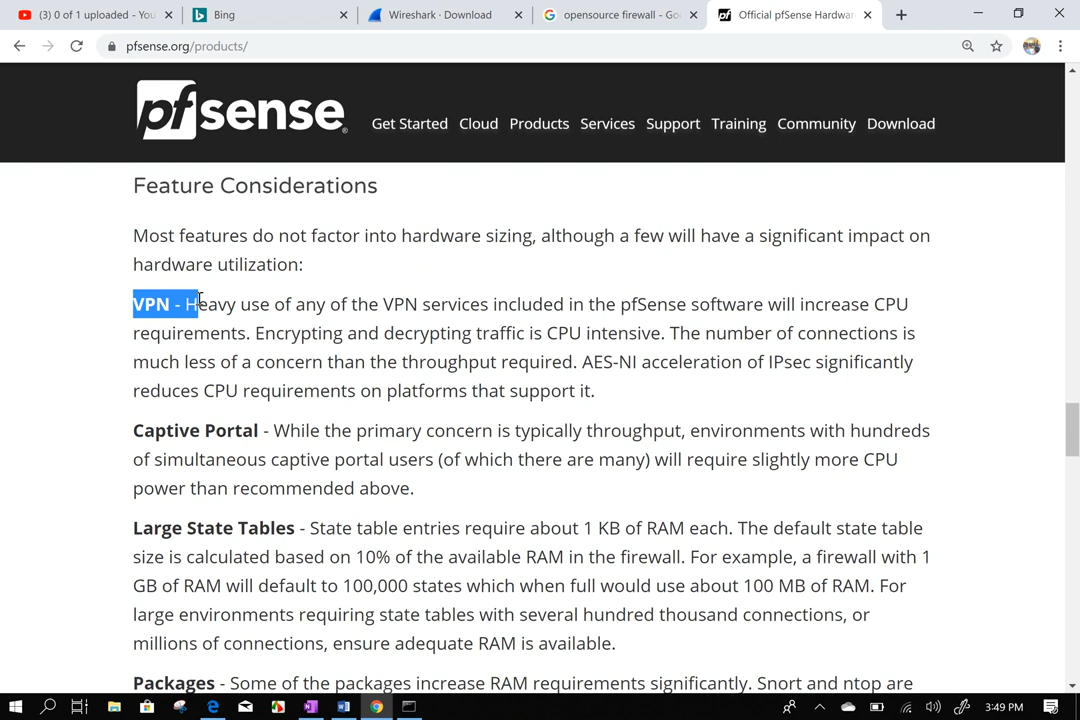 (3) 0 of 1 uploaded - You
Bing
Wireshark · Download
opensource firewall - Go
Official pfSense Hardwar
pfsense.org/products/
pfsense
Get Started Cloud Products Services Support Training Community Download
Feature Considerations
Most features do not factor into hardware sizing, although a few will have a significant impact on
hardware utilization:
VPN - Heavy use of any of the VPN services included in the pfSense software will increase CPU
requirements. Encrypting and decrypting traffic is CPU intensive. The number of connections is
much less of a concern than the throughput required. AES-NI acceleration of IPsec significantly
reduces CPU requirements on platforms that support it.
Captive Portal - While the primary concern is typically throughput, environments with hundreds
of simultaneous captive portal users (of which there are many) will require slightly more CPU
power than recommended above.
Large State Tables - State table entries require about 1 KB of RAM each. The default state table
size is calculated based on 10% of the available RAM in the firewall. For example, a firewall with 1
GB of RAM will default to 100,000 states which when full would use about 100 MB of RAM. For
large environments requiring state tables with several hundred thousand connections, or
millions of connections, ensure adequate RAM is available.
Packages - Some of the packages increase RAM requirements significantly. Snort and ntop are
3:49 PM